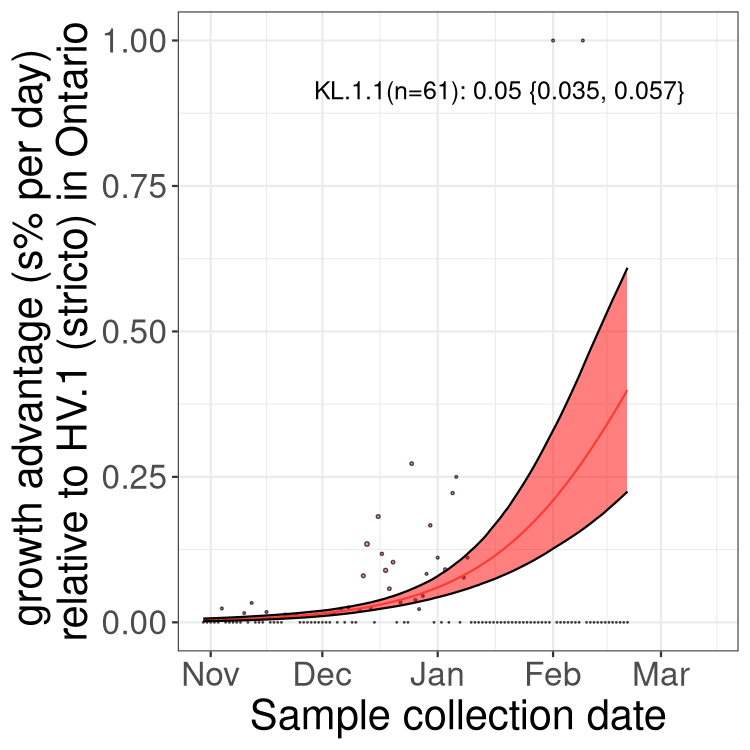 growth advantage (s% per day)
relative to HV.1 (stricto) in Ontario
1.00
0.75
0.50
0.25
0.00
KL.1.1(n=61): 0.05 {0.035, 0.057}
Nov Dec Jan Feb Mar
Sample collection date